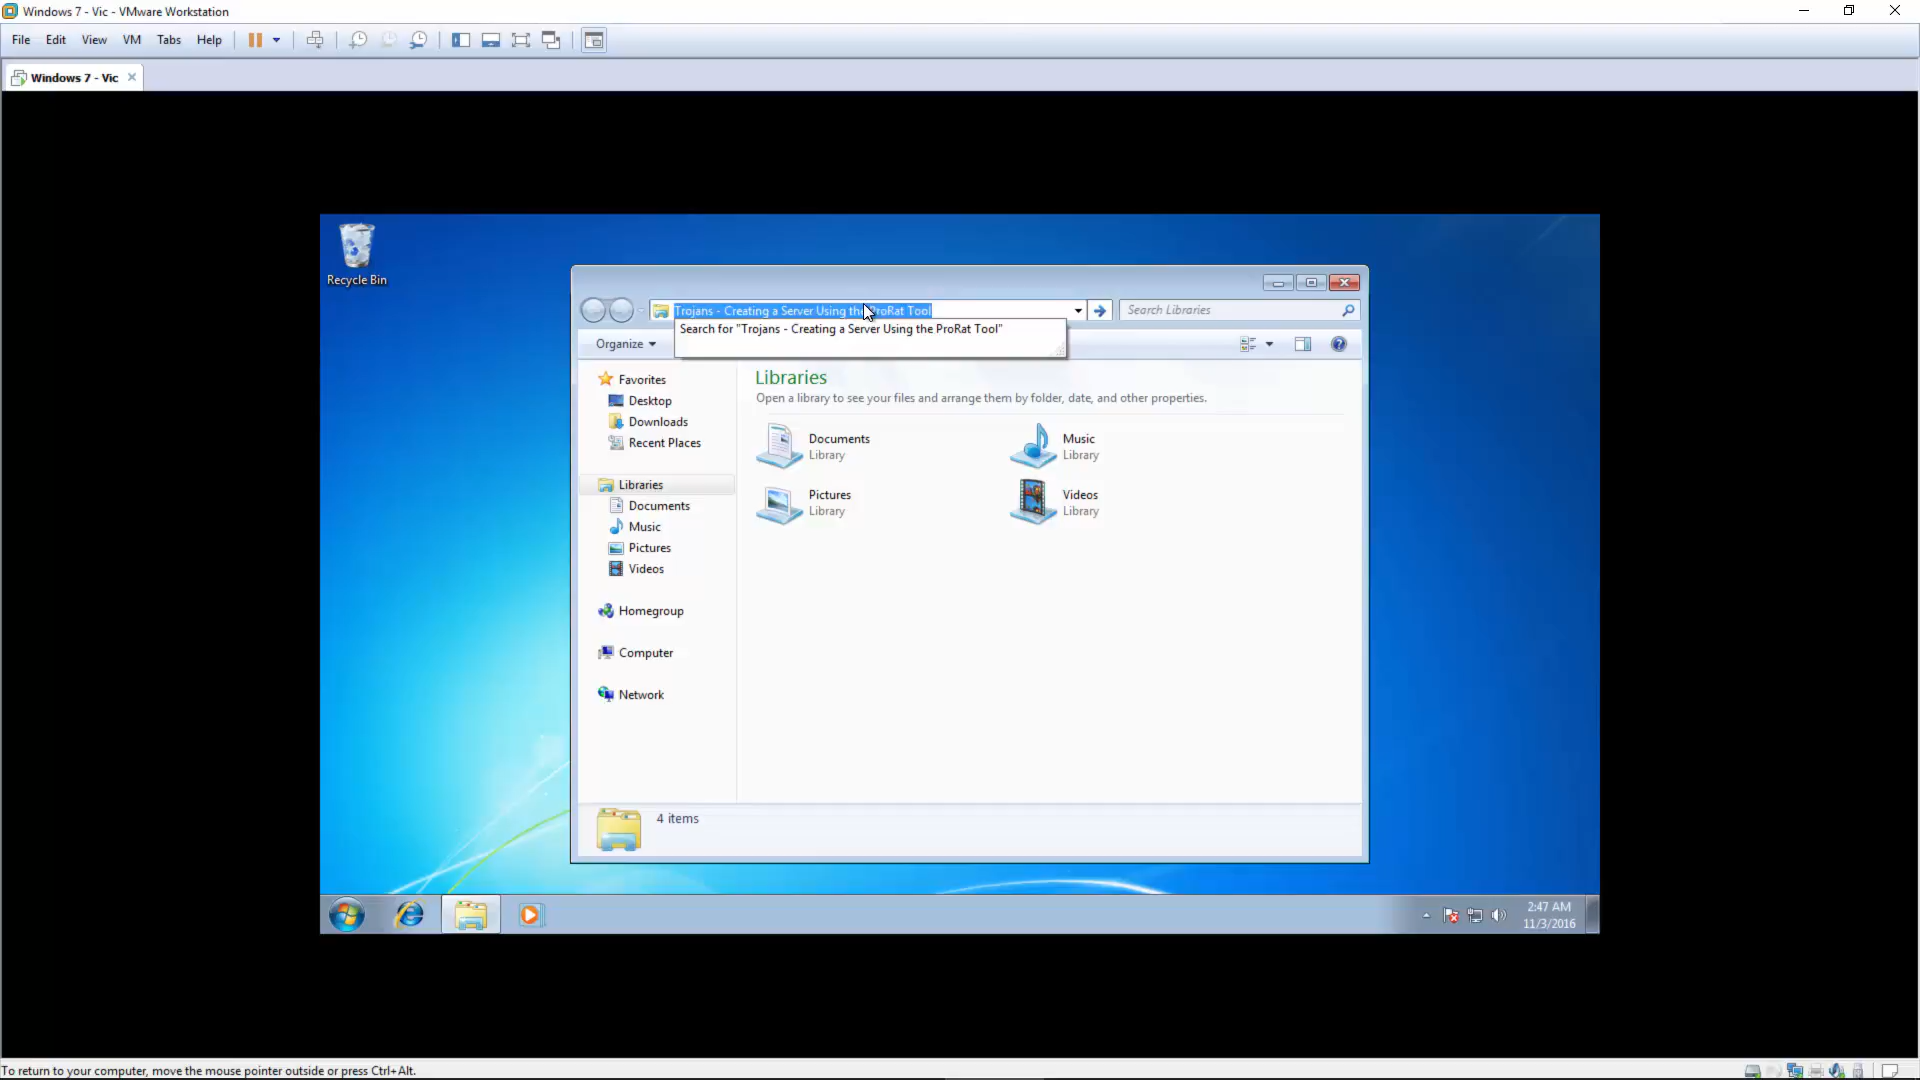 Windows 7 - Vic - VMware Workstation
File Edit View VM Tabs Help
Windows 7 - Vic
Recycle Bin
Trojans - Creating a Server Using the ProRat Tool
Search Libraries
Search for "Trojans - Creating a Server Using the ProRat Tool"
Organize
Favorites
Desktop
Downloads
Recent Places
Libraries
Documents
Music
Pictures
Videos
Homegroup
Computer
Network
Libraries
Open a library to see your files and arrange them by folder, date, and other properties.
Documents
Library
Music
Library
Pictures
Library
Videos
Library
4 items
2:47 AM
11/3/2016
To return to your computer, move the mouse pointer outside or press Ctrl+Alt.